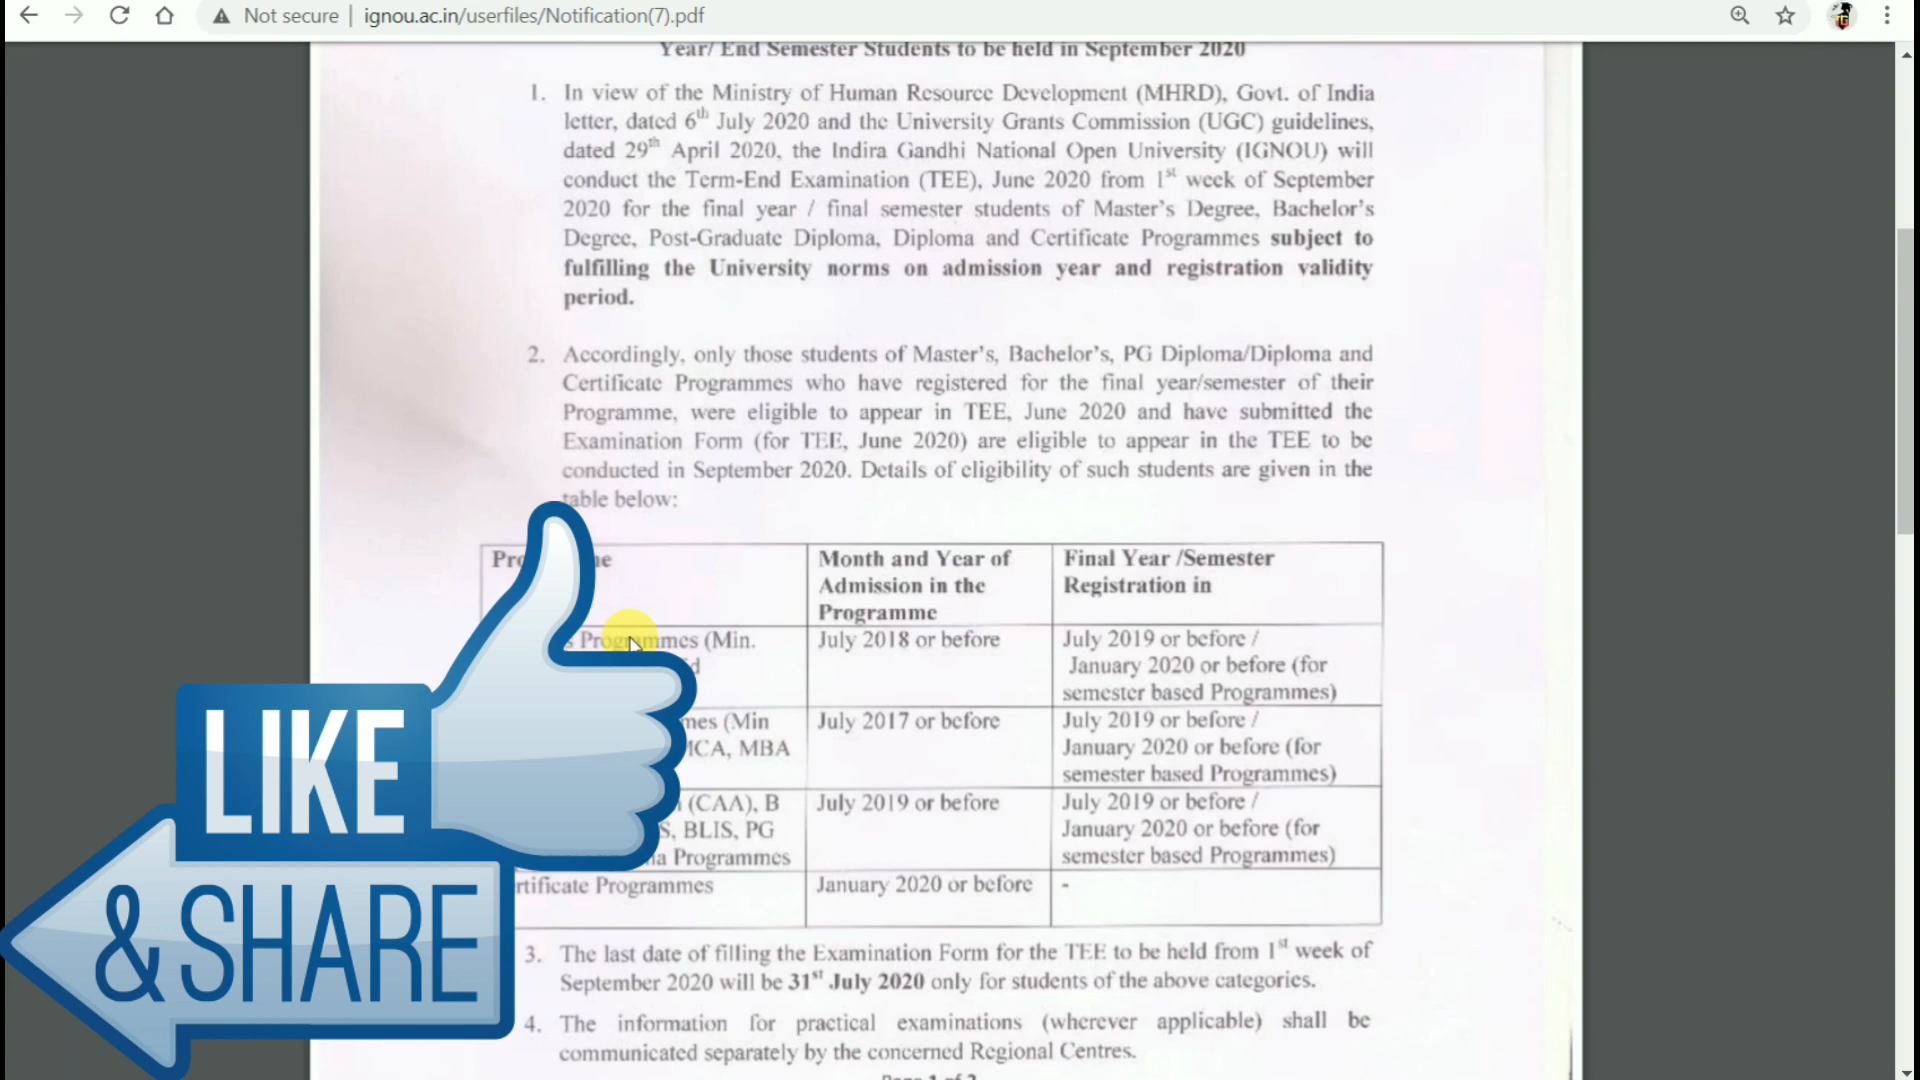 Not secure | ignou.ac.in/userfiles/Notification(7).pdf
Year/ End Semester Students to be held in September 2020
1. In view of the Ministry of Human Resource Development (MHRD), Govt. of India
letter, dated 6th July 2020 and the University Grants Commission (UGC) guidelines,
dated 29th April 2020, the Indira Gandhi National Open University (IGNOU) will
conduct the Term-End Examination (TEE), June 2020 from 1st week of September
2020 for the final year / final semester students of Master's Degree, Bachelor's
Degree, Post-Graduate Diploma, Diploma and Certificate Programmes subject to
fulfilling the University norms on admission year and registration validity
period.
2. Accordingly, only those students of Master's, Bachelor's, PG Diploma/Diploma and
Certificate Programmes who have registered for the final year/semester of their
Programme, were eligible to appear in TEE, June 2020 and have submitted the
Examination Form (for TEE, June 2020) are eligible to appear in the TEE to be
conducted in September 2020. Details of eligibility of such students are given in the
table below:
Month and Year of
Admission in the
Programme
Final Year /Semester
Registration in
Programmes (Min.
July 2018 or before
July 2019 or before /
January 2020 or before (for
semester based Programmes)
(Min
MCA, MBA
July 2017 or before
July 2019 or before /
January 2020 or before (for
semester based Programmes)
(CAA), B
BLIS, PG
Programmes
July 2019 or before
July 2019 or before /
January 2020 or before (for
semester based Programmes)
Programmes
January 2020 or before
-
3. The last date of filling the Examination Form for the TEE to be held from 1st week of
September 2020 will be 31st July 2020 only for students of the above categories.
4. The information for practical examinations (wherever applicable) shall be
communicated separately by the concerned Regional Centres.
LIKE
& SHARE